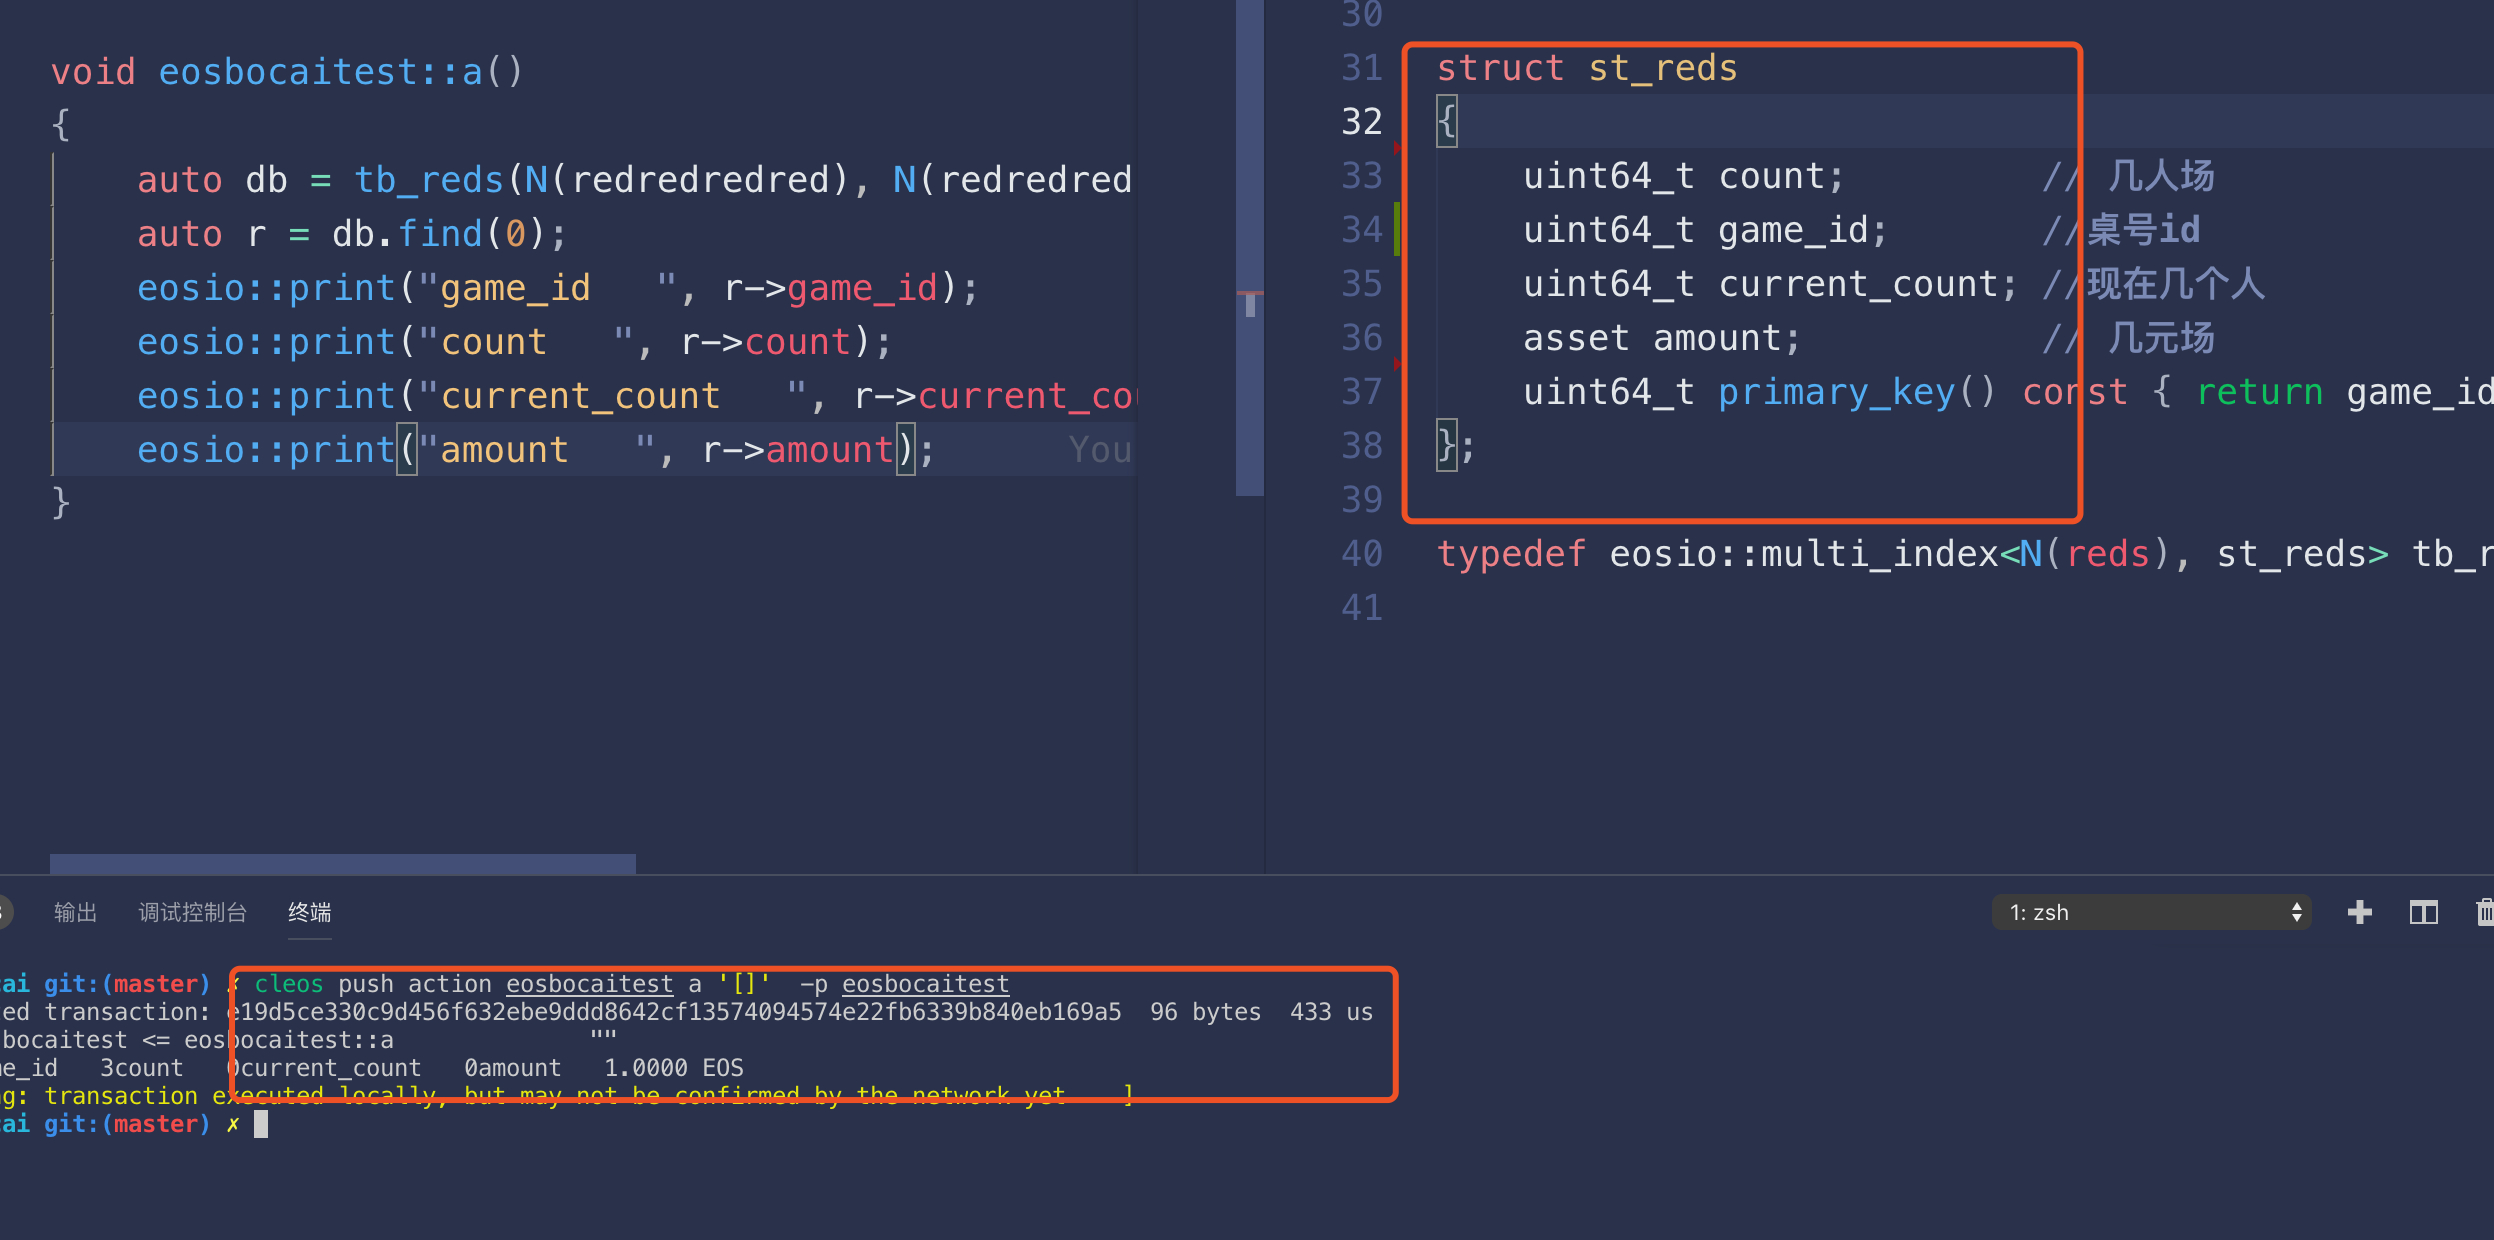 void eosbocaitest::a()
{
    auto db = tb_reds(N(redredredred), N(redredred
    auto r = db.find(0);
    eosio::print("game_id   ", r->game_id);
    eosio::print("count   ", r->count);
    eosio::print("current_count   ", r->current_cou
    eosio::print("amount   ", r->amount);      You
}
30
31 struct st_reds
32 {
33     uint64_t count;         // 几人场
34     uint64_t game_id;       //桌号id
35     uint64_t current_count; //现在几个人
36     asset amount;           // 几元场
37     uint64_t primary_key() const { return game_id
38 };
39
40 typedef eosio::multi_index<N(reds), st_reds> tb_r
41
输出 调试控制台 终端 1: zsh
ai git:(master) ✗ cleos push action eosbocaitest a '[]'  -p eosbocaitest
ed transaction: e19d5ce330c9d456f632ebe9ddd8642cf13574094574e22fb6339b840eb169a5  96 bytes  433 us
bocaitest <= eosbocaitest::a              ""
me_id   3count   0current_count   0amount   1.0000 EOS
g: transaction executed locally, but may not be confirmed by the network yet    ]
ai git:(master) ✗